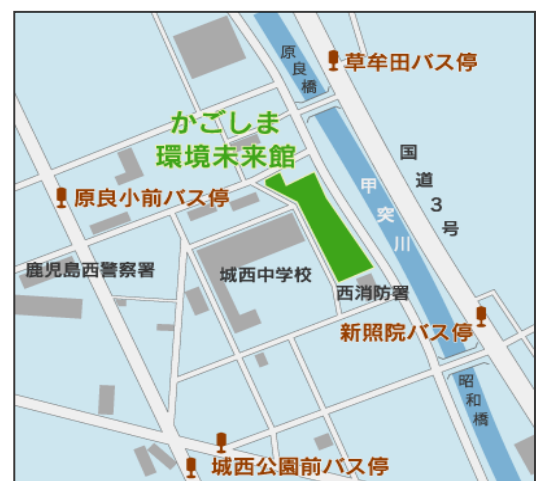 原良橋
草牟田バス停
かごしま
環境未来館
国道3号
甲突川
原良小前バス停
鹿児島西警察署
城西中学校
西消防署
新照院バス停
昭和橋
城西公園前バス停